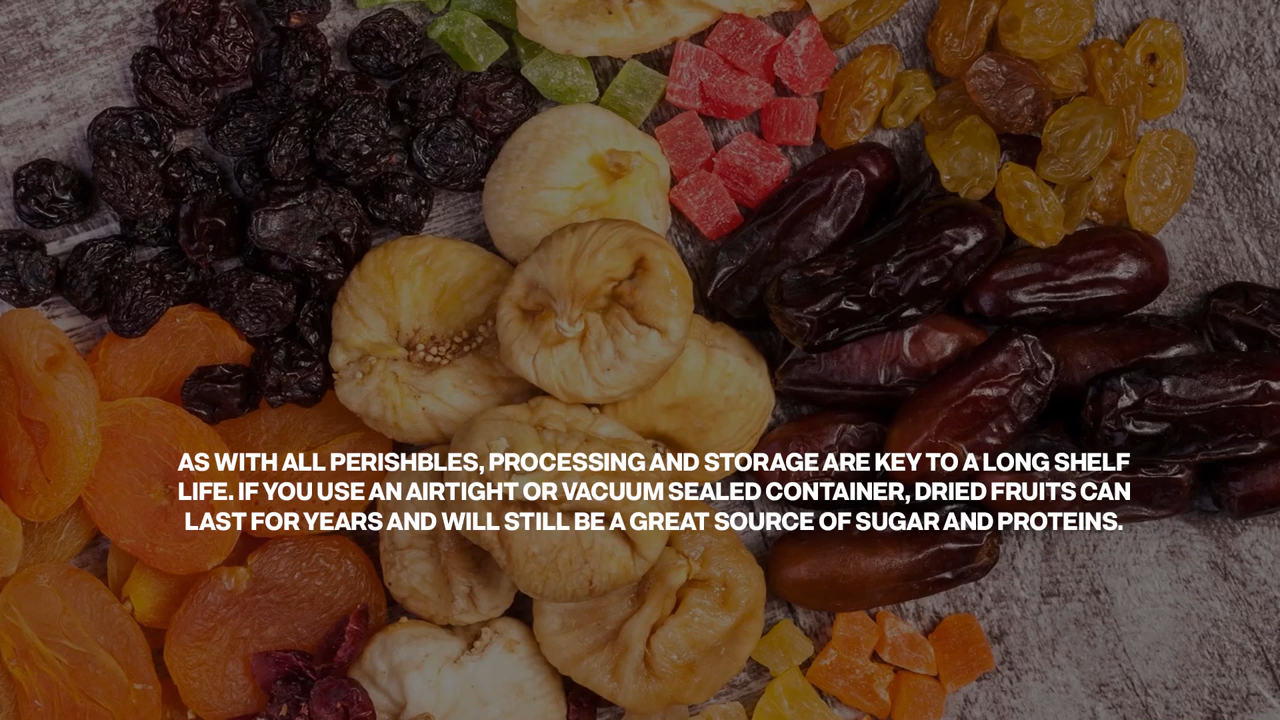 AS WITH ALL PERISHBLES, PROCESSING AND STORAGE ARE KEY TO A LONG SHELF
LIFE. IF YOU USE AN AIRTIGHT OR VACUUM SEALED CONTAINER, DRIED FRUITS CAN
LAST FOR YEARS AND WILL STILL BE A GREAT SOURCE OF SUGAR AND PROTEINS.